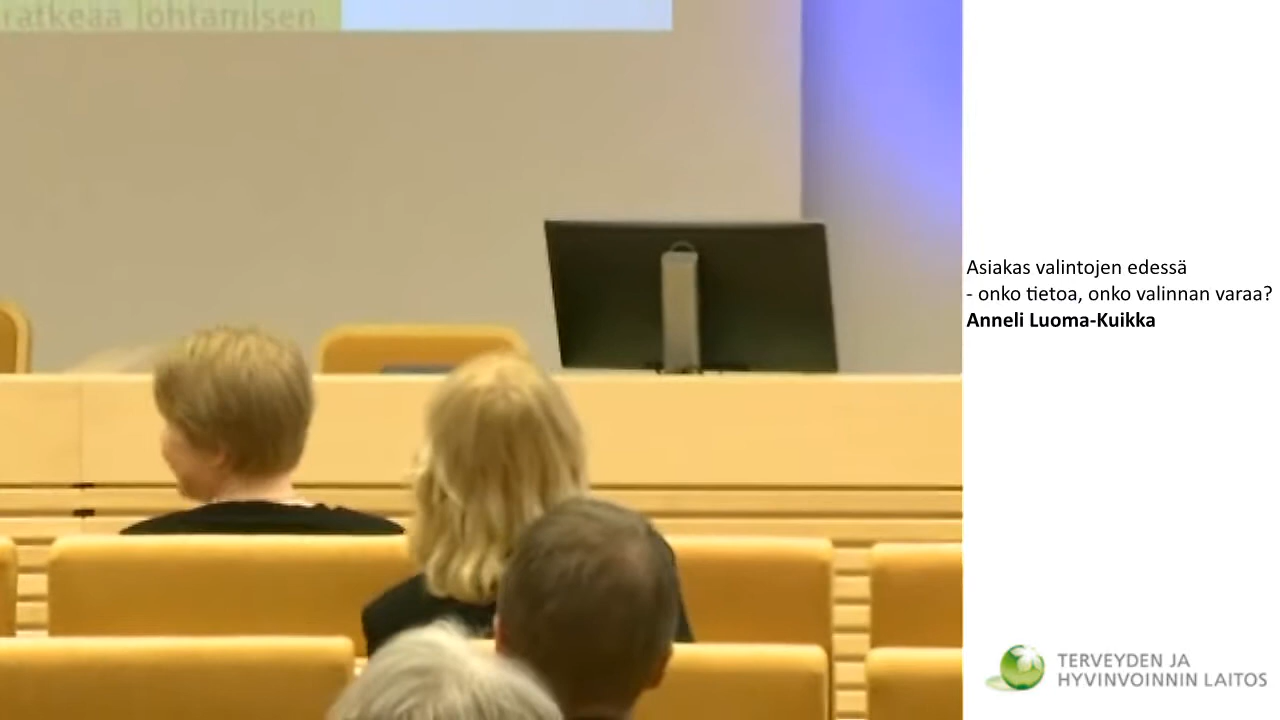 ratkeaa johtamisen
Asiakas valintojen edessä
- onko tietoa, onko valinnan varaa?
Anneli Luoma-Kuikka
TERVEYDEN JA
HYVINVOINNIN LAITOS